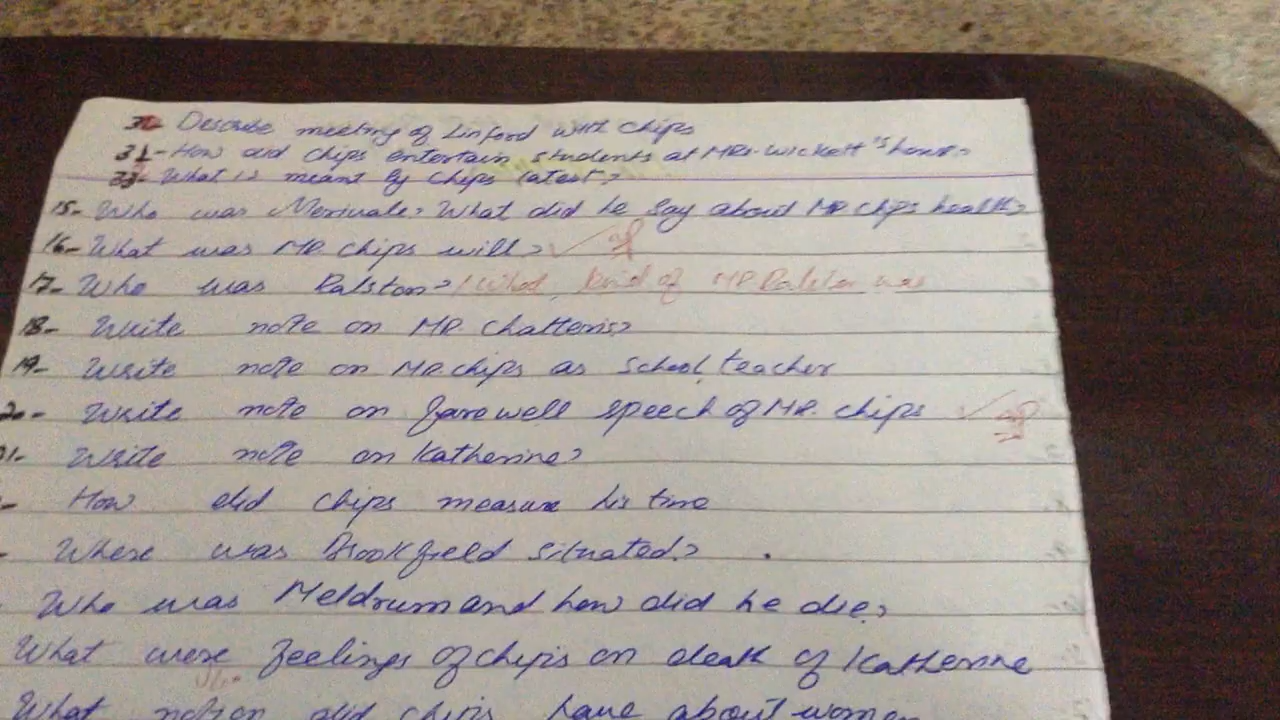 3 Describe meeting of Linford with chips
31- How did chips entertain students at MRs. wickett's house?
33- What is meant by chips latest?
15- Who was Merivale? What did he say about MR chips health?
16- What was MR. chips will?
17- Who was Ralston? / what kind of MR Ralston was
18- Write note on MR. Chatteris?
19- Write note on MR. chips as school teacher
20- Write note on farewell speech of MR. chips
21- Write note on Katherine?
- How did chips measure his time
- Where was Brookfield situated?
Who was Meldrum and how did he die?
What were feelings of chips on death of Katherine
What notion did chips have about women